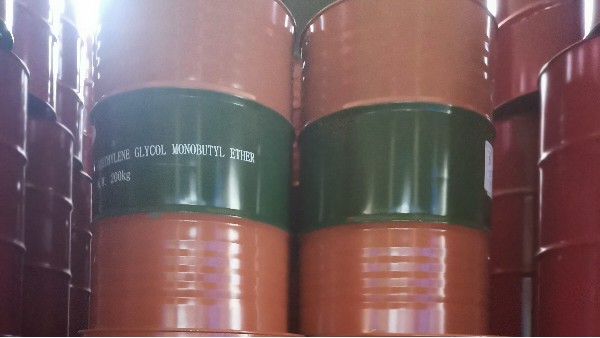 GLYCOL MONOBUTYL ETHER
200kg